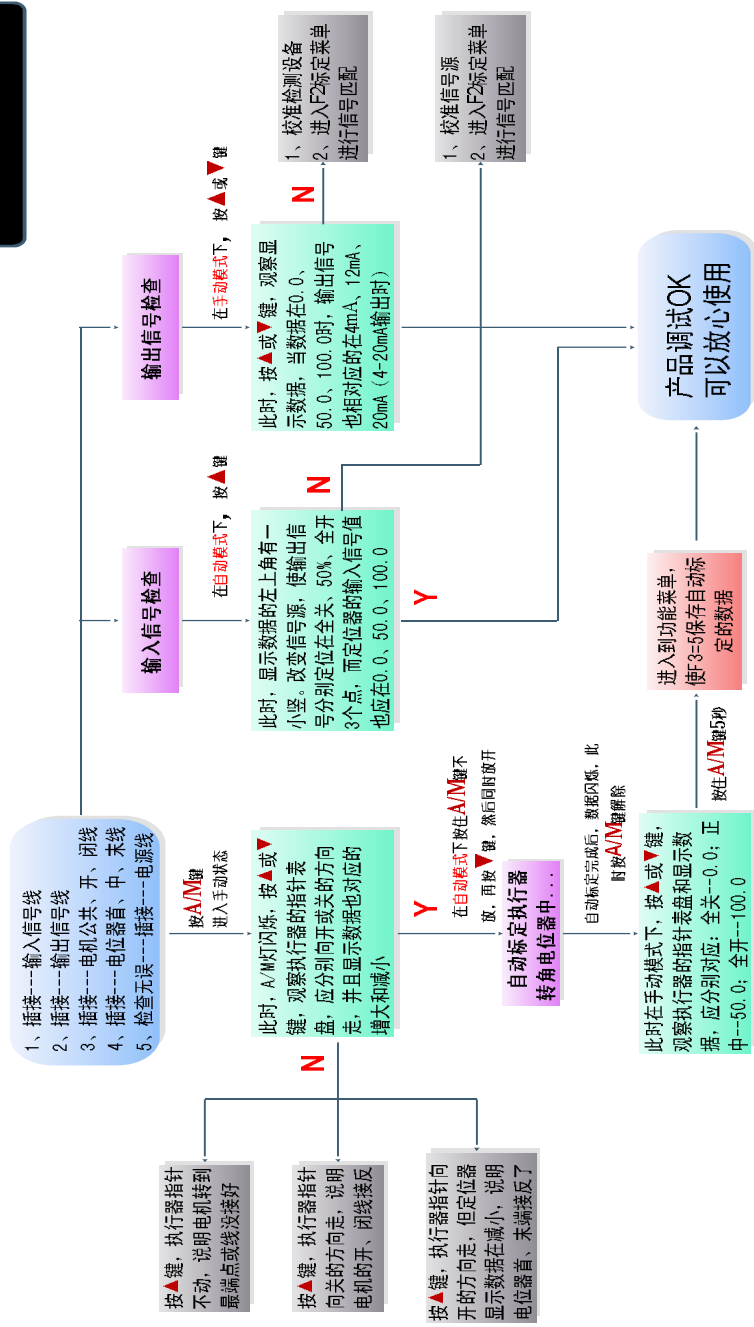 1、插接---输入信号线
2、插接---输出信号线
3、插接---电机公共、开、闭线
4、插接---电位器首、中、末线
5、检查无误---插接---电源线
按A/M键
进入手动状态
此时，A/M灯闪烁，按▲或▼
键，观察执行器的指针表
盘，应分别向开或关的方向
走，并且显示数据也对应的
增大和减小
N
按▲键，执行器指针
不动，说明电机转到
最端点或线没接好
按▲键，执行器指针
向关的方向走，说明
电机的开、闭线接反
按▲键，执行器指针向
开的方向走，但定位器
显示数据在减小，说明
电位器首、末端接反了
Y
在自动模式下按住A/M键不
放，再按▼键，然后同时放开
自动标定执行器
转角电位器中...
自动标定完成后，数据闪烁，此
时按A/M键解除
此时在手动模式下，按▲或▼键，
观察执行器的指针表盘和显示数
据，应分别对应：全关--0.0；正
中--50.0；全开--100.0
按住A/M键5秒
进入到功能菜单，
使F3=5保存自动标
定的数据
输入信号检查
在自动模式下，按▲键
此时，显示数据的左上角有一
小竖。改变信号源，使输出信
号分别定位在全关、50%、全开
3个点，而定位器的输入信号值
也应在0.0、50.0、100.0
N
Y
1、校准信号源
2、进入F2标定菜单
进行信号匹配
输出信号检查
在手动模式下，按▲或▼键
此时，按▲或▼键，观察显
示数据，当数据在0.0、
50.0、100.0时，输出信号
也相对应的在4mA、12mA、
20mA（4-20mA输出时）
N
1、校准检测设备
2、进入F2标定菜单
进行信号匹配
产品调试OK
可以放心使用